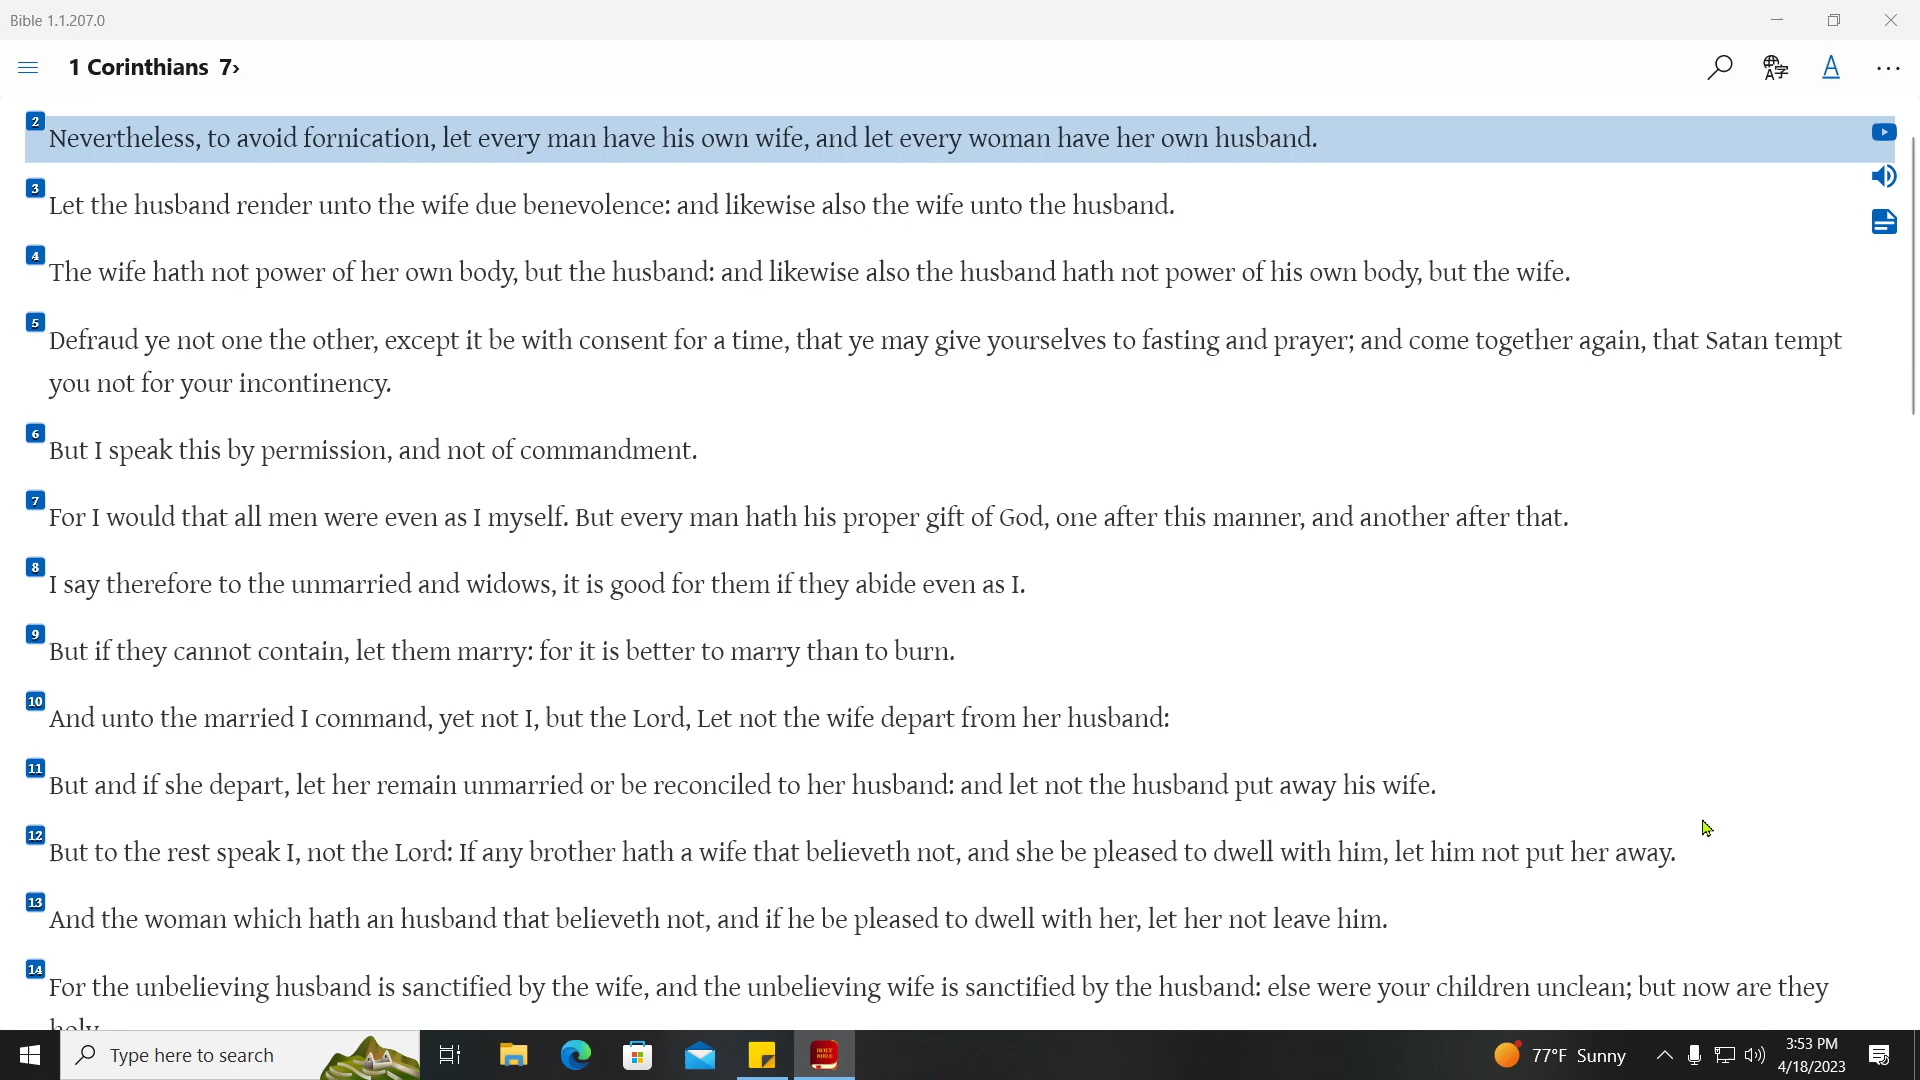 Bible 1.1.207.0
1 Corinthians 7›
2 Nevertheless, to avoid fornication, let every man have his own wife, and let every woman have her own husband.
3 Let the husband render unto the wife due benevolence: and likewise also the wife unto the husband.
4 The wife hath not power of her own body, but the husband: and likewise also the husband hath not power of his own body, but the wife.
5 Defraud ye not one the other, except it be with consent for a time, that ye may give yourselves to fasting and prayer; and come together again, that Satan tempt
you not for your incontinency.
6 But I speak this by permission, and not of commandment.
7 For I would that all men were even as I myself. But every man hath his proper gift of God, one after this manner, and another after that.
8 I say therefore to the unmarried and widows, it is good for them if they abide even as I.
9 But if they cannot contain, let them marry: for it is better to marry than to burn.
10 And unto the married I command, yet not I, but the Lord, Let not the wife depart from her husband:
11 But and if she depart, let her remain unmarried or be reconciled to her husband: and let not the husband put away his wife.
12 But to the rest speak I, not the Lord: If any brother hath a wife that believeth not, and she be pleased to dwell with him, let him not put her away.
13 And the woman which hath an husband that believeth not, and if he be pleased to dwell with her, let her not leave him.
14 For the unbelieving husband is sanctified by the wife, and the unbelieving wife is sanctified by the husband: else were your children unclean; but now are they
holy.
Type here to search
HOLY
BIBLE
77°F Sunny
3:53 PM
4/18/2023